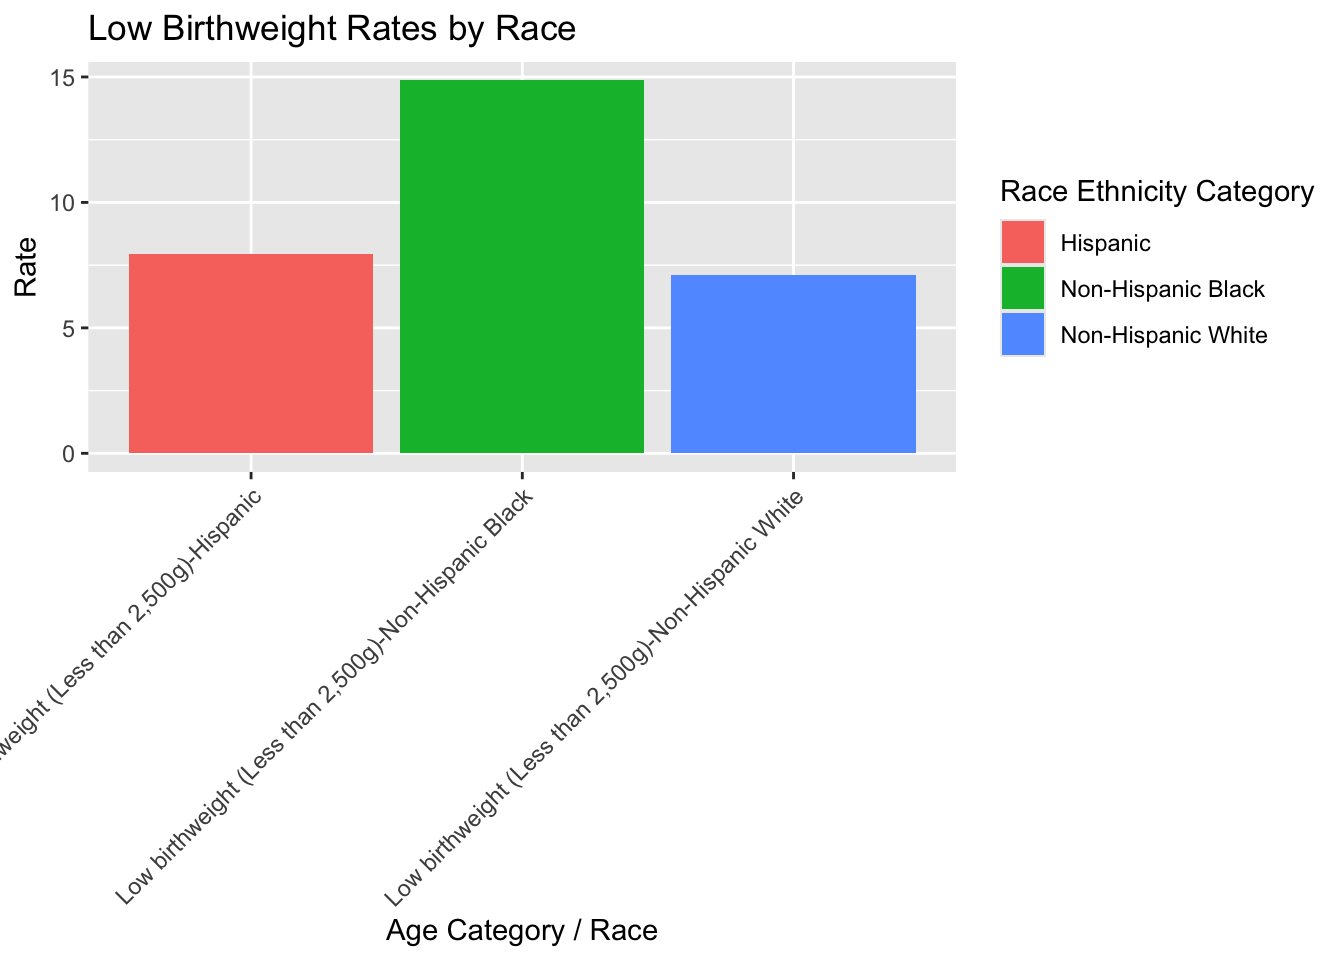 Low Birthweight Rates by Race
15
10
5
0
Rate
(Less than 2,500g)-Hispanic
Low birthweight (Less than 2,500g)-Non-Hispanic Black
Low birthweight (Less than 2,500g)-Non-Hispanic White
Age Category / Race
Race Ethnicity Category
Hispanic
Non-Hispanic Black
Non-Hispanic White